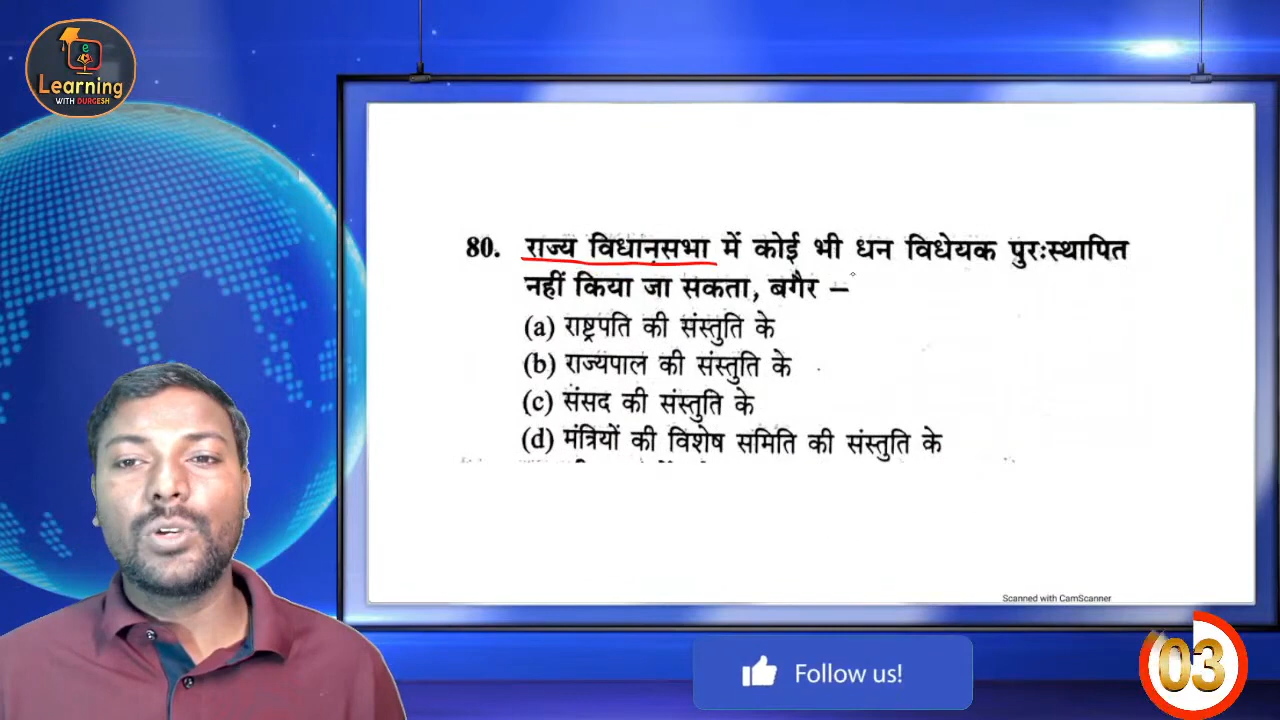 e
Learning
WITH DURGESH
80. राज्य विधानसभा में कोई भी धन विधेयक पुरःस्थापित
नहीं किया जा सकता, बगैर –
(a) राष्ट्रपति की संस्तुति के
(b) राज्यपाल की संस्तुति के
(c) संसद की संस्तुति के
(d) मंत्रियों की विशेष समिति की संस्तुति के
Scanned with CamScanner
Follow us!
03